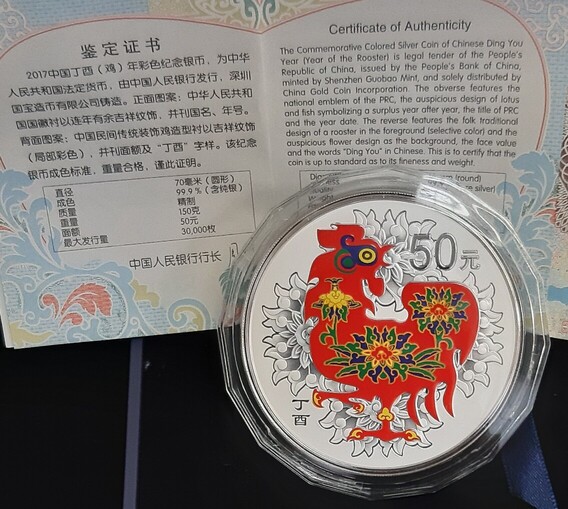 鉴定证书
2017中国丁酉（鸡）年彩色纪念银币，为中华
人民共和国法定货币，由中国人民银行发行，深圳
国宝造币有限公司铸造。正面图案：中华人民共和
国国徽衬以连年有余吉祥纹饰，并刊国名、年号。
背面图案：中国民间传统装饰鸡造型衬以吉祥纹饰
（局部彩色），并刊面额及“丁酉”字样。该纪念
银币成色标准，重量合格，谨此证明。
直径 70毫米（圆形）
成色 99.9％（含纯银）
质量 精制
重量 150克
面额 50元
最大发行量 30,000枚
中国人民银行行长
Certificate of Authenticity
The Commemorative Colored Silver Coin of Chinese Ding You
Year (Year of the Rooster) is legal tender of the People's
Republic of China, issued by the People's Bank of China,
minted by Shenzhen Guobao Mint, and solely distributed by
China Gold Coin Incorporation. The obverse features the
national emblem of the PRC, the auspicious design of lotus
and fish symbolizing a surplus year after year, the title of PRC
and the year date. The reverse features the folk traditional
design of a rooster in the foreground (selective color) and the
auspicious flower design as the background, the face value
and the words "Ding You" in Chinese. This is to certify that the
coin is up to standard as to its fineness and weight.
(round)
silver)
50元
丁
酉